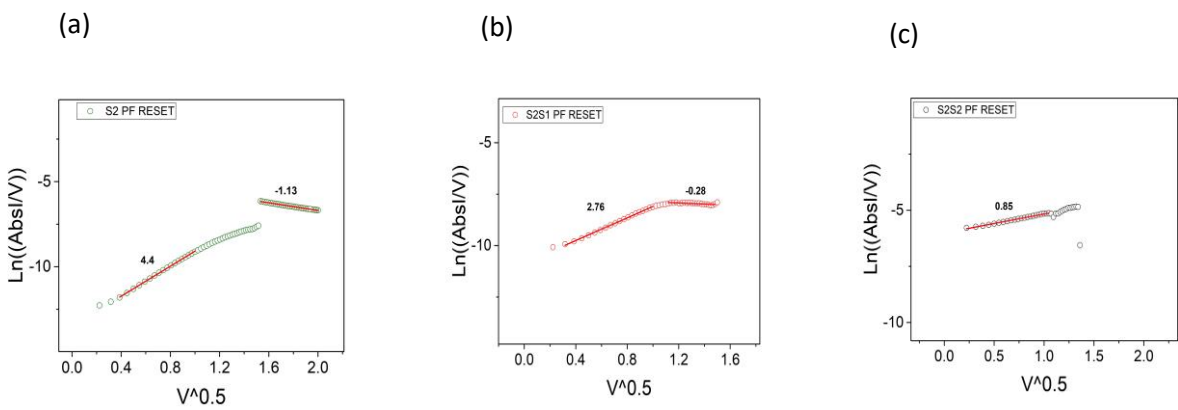 (a)
S2 PF RESET
Ln((AbsI/V))
-5
-10
-1.13
4.4
0.0 0.4 0.8 1.2 1.6 2.0
V^0.5
(b)
S2S1 PF RESET
Ln((AbsI/V))
-5
-10
2.76
-0.28
0.0 0.4 0.8 1.2 1.6
V^0.5
(c)
S2S2 PF RESET
Ln((AbsI/V))
-5
-10
0.85
0.0 0.5 1.0 1.5 2.0
V^0.5